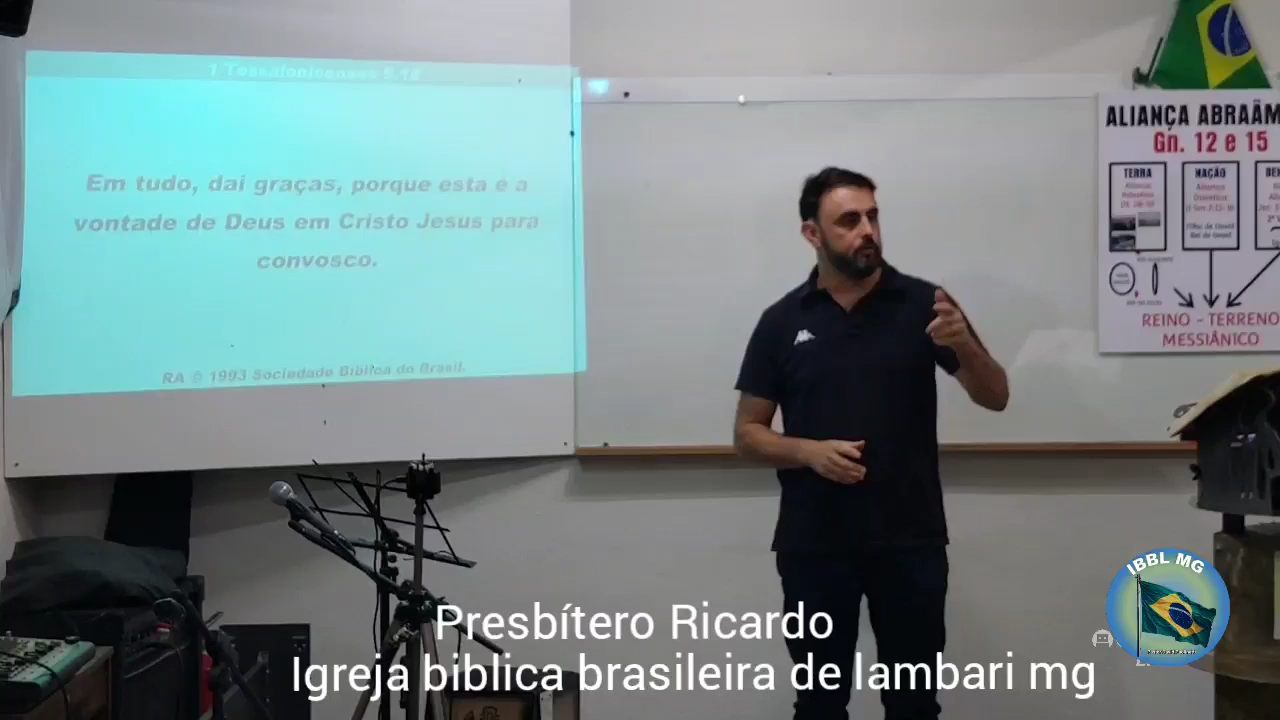 1 Tessalonicenses 5.18
Em tudo, dai graças, porque esta é a
vontade de Deus em Cristo Jesus para
convosco.
RA © 1993 Sociedade Bíblica do Brasil.
ALIANÇA ABRAÂM
Gn. 12 e 15
TERRA
NAÇÃO
Aliança
REINO - TERRENO
MESSIÂNICO
IBBL MG
Presbítero Ricardo
Igreja biblica brasileira de lambari mg